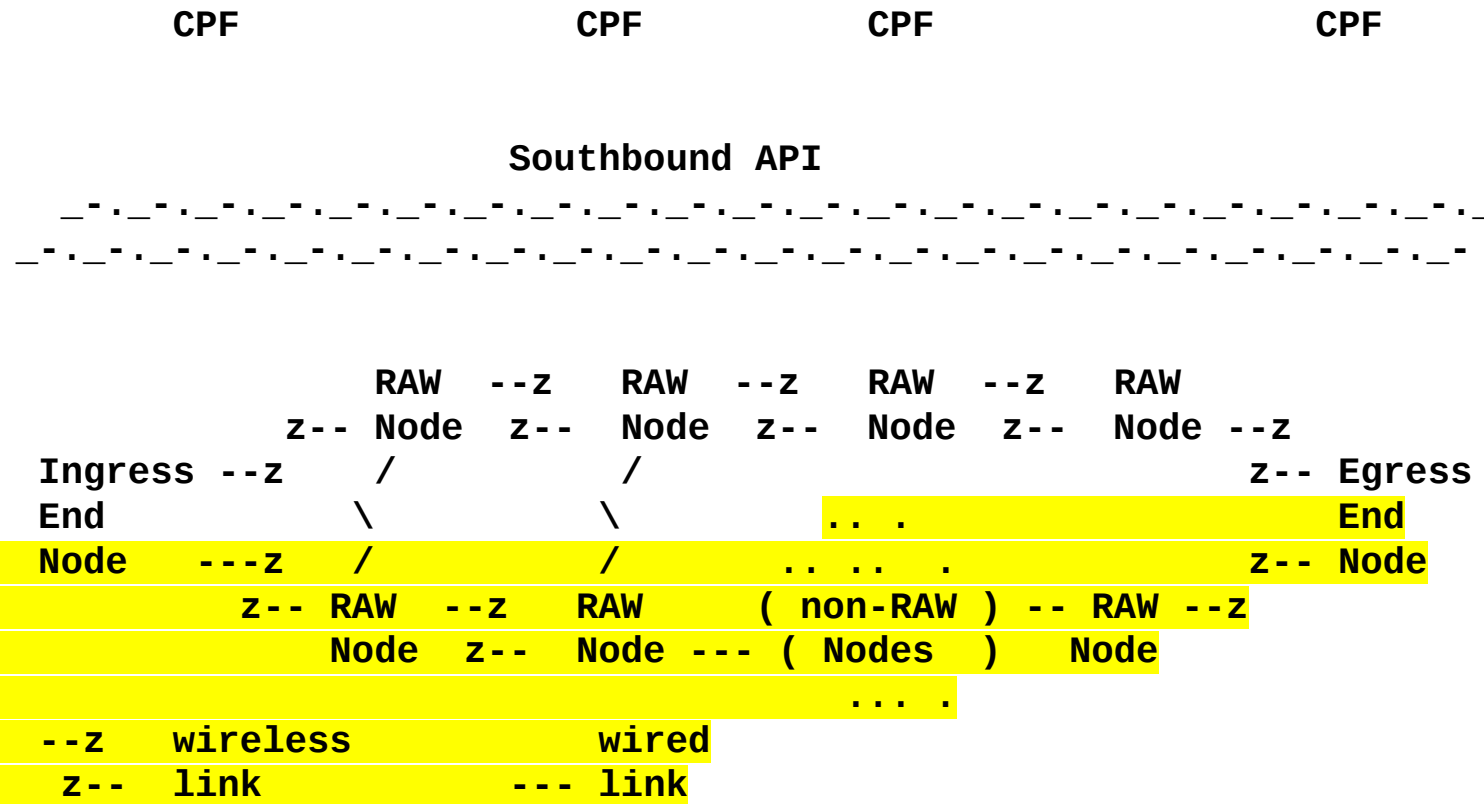 CPF CPF CPF CPF
Southbound API
_-._-._-._-._-._-._-._-._-._-._-._-._-._-._-._-._-._-._-._-._-._
_-._-._-._-._-._-._-._-._-._-._-._-._-._-._-._-._-._-._-._-._-._-
RAW --z RAW --z RAW --z RAW
z-- Node z-- Node z-- Node z-- Node --z
Ingress --z / / z-- Egress
End \ \ .. . End
Node ---z / / .. .. . z-- Node
z-- RAW --z RAW ( non-RAW ) -- RAW --z
Node z-- Node --- ( Nodes ) Node
... .
--z wireless wired
z-- link --- link